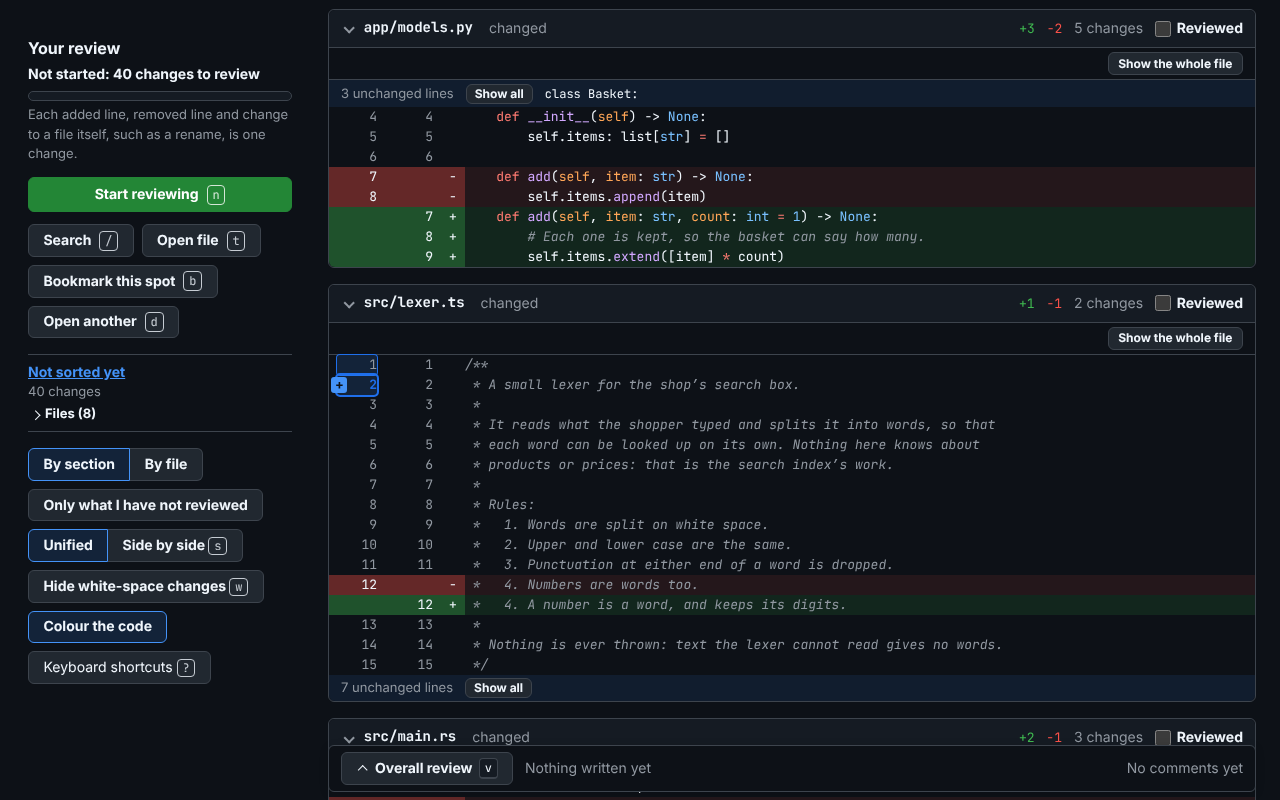 Your review
Not started: 40 changes to review
Each added line, removed line and change
to a file itself, such as a rename, is one
change.
Start reviewing n
Search / Open file t
Bookmark this spot b
Open another d
Not sorted yet
40 changes
Files (8)
By section By file
Only what I have not reviewed
Unified Side by side s
Hide white-space changes w
Colour the code
Keyboard shortcuts ?
app/models.py changed +3 -2 5 changes Reviewed
Show the whole file
3 unchanged lines Show all class Basket:
4 4 def __init__(self) -> None:
5 5 self.items: list[str] = []
6 6
7 - def add(self, item: str) -> None:
8 - self.items.append(item)
7 + def add(self, item: str, count: int = 1) -> None:
8 + # Each one is kept, so the basket can say how many.
9 + self.items.extend([item] * count)
src/lexer.ts changed +1 -1 2 changes Reviewed
Show the whole file
1 1 /**
+ 2 2 * A small lexer for the shop’s search box.
3 3 *
4 4 * It reads what the shopper typed and splits it into words, so that
5 5 * each word can be looked up on its own. Nothing here knows about
6 6 * products or prices: that is the search index’s work.
7 7 *
8 8 * Rules:
9 9 * 1. Words are split on white space.
10 10 * 2. Upper and lower case are the same.
11 11 * 3. Punctuation at either end of a word is dropped.
12 - * 4. Numbers are words too.
12 + * 4. A number is a word, and keeps its digits.
13 13 *
14 14 * Nothing is ever thrown: text the lexer cannot read gives no words.
15 15 */
7 unchanged lines Show all
src/main.rs changed +2 -1 3 changes Reviewed
Overall review v Nothing written yet No comments yet